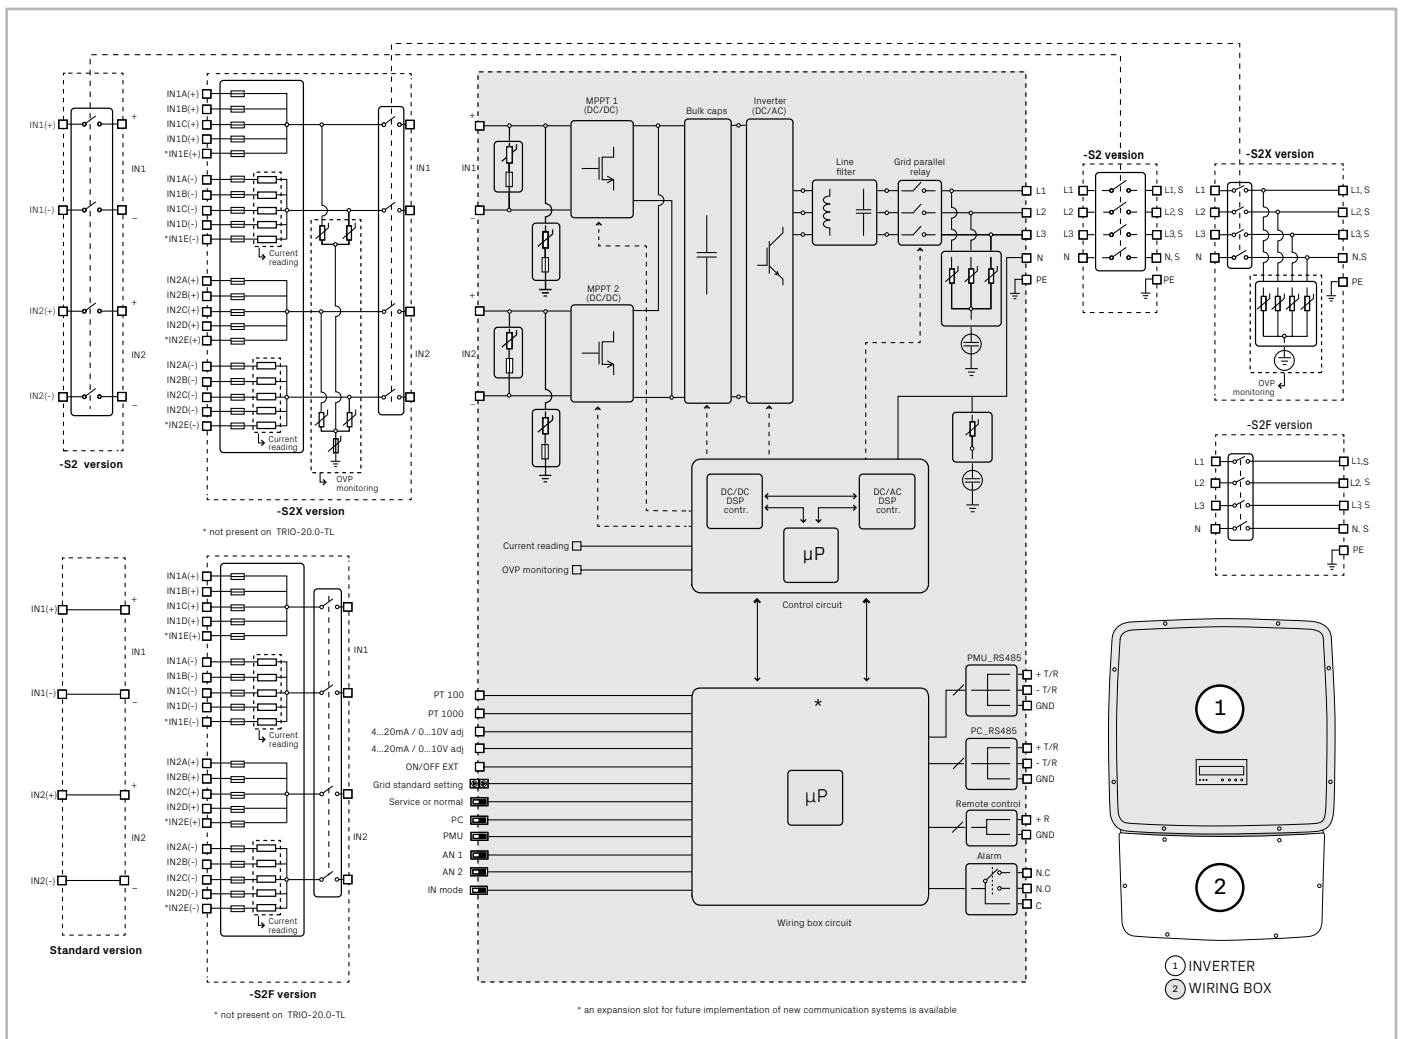 IN1(+)
+
IN1
IN1(-)
–
IN2(+)
+
IN2
IN2(-)
–
-S2 version
IN1A(+)
IN1B(+)
IN1C(+)
IN1D(+)
*IN1E(+)
IN1A(-)
IN1B(-)
IN1C(-)
IN1D(-)
*IN1E(-)
Current
reading
IN1
IN2A(+)
IN2B(+)
IN2C(+)
IN2D(+)
*IN2E(+)
IN2A(-)
IN2B(-)
IN2C(-)
IN2D(-)
*IN2E(-)
Current
reading
IN2
OVP
monitoring
-S2X version
* not present on TRIO-20.0-TL
IN1(+)
+
IN1
IN1(-)
–
IN2(+)
+
IN2
IN2(-)
–
Standard version
IN1A(+)
IN1B(+)
IN1C(+)
IN1D(+)
*IN1E(+)
IN1A(-)
IN1B(-)
IN1C(-)
IN1D(-)
*IN1E(-)
Current
reading
IN1
IN2A(+)
IN2B(+)
IN2C(+)
IN2D(+)
*IN2E(+)
IN2A(-)
IN2B(-)
IN2C(-)
IN2D(-)
*IN2E(-)
Current
reading
IN2
-S2F version
* not present on TRIO-20.0-TL
+
IN1
–
+
IN2
–
MPPT 1
(DC/DC)
MPPT 2
(DC/DC)
Bulk caps
Inverter
(DC/AC)
Line
filter
Grid parallel
relay
L1
L2
L3
N
PE
DC/DC
DSP
contr.
DC/AC
DSP
contr.
µP
Control circuit
Current reading
OVP monitoring
PT 100
PT 1000
4...20mA / 0...10V adj
4...20mA / 0...10V adj
ON/OFF EXT
Grid standard setting
Service or normal
PC
PMU
AN 1
AN 2
IN mode
*
µP
Wiring box circuit
PMU_RS485
+ T/R
- T/R
GND
PC_RS485
+ T/R
- T/R
GND
Remote control
+ R
GND
Alarm
N.C
N.O
C
* an expansion slot for future implementation of new communication systems is available
-S2 version
L1
L2
L3
N
L1, S
L2, S
L3, S
N, S
PE
-S2X version
L1
L2
L3
N
L1, S
L2, S
L3, S
N,S
PE
OVP
monitoring
-S2F version
L1
L2
L3
N
L1,S
L2, S
L3, S
N, S
PE
1
2
1 INVERTER
2 WIRING BOX